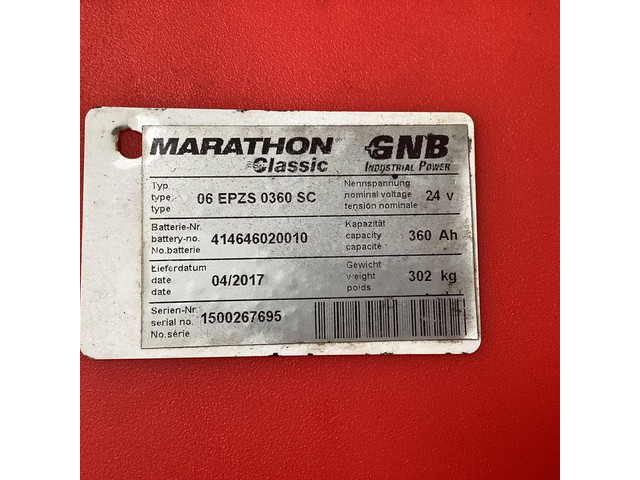 MARATHON
Classic
GNB
INDUSTRIAL POWER
Typ
type
type
06 EPZS 0360 SC
Nennspannung
nominal voltage
tensión nominale
24 v
Batterie-Nr.
battery-no.
No.batterie
414646020010
Kapazität
capacity
capacité
360 Ah
Lieferdatum
date
date
04/2017
Gewicht
weight
poids
302 kg
Serien-Nr.
serial no.
No.série
1500267695